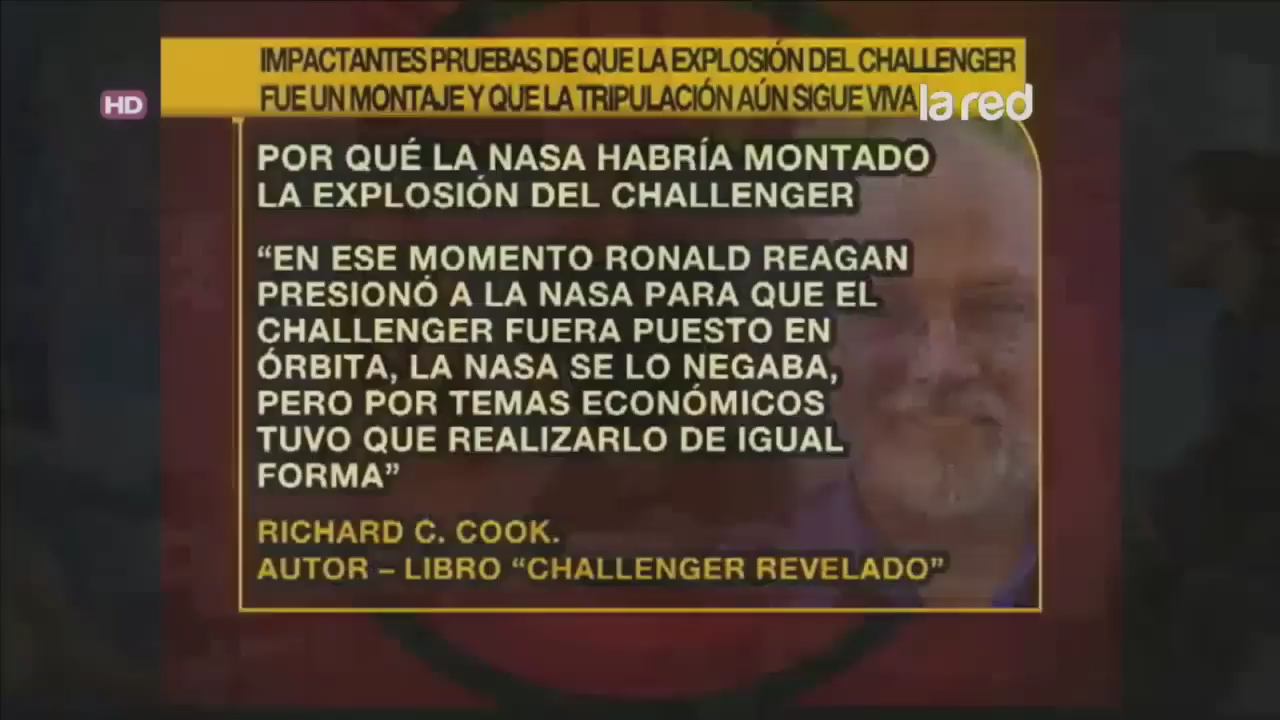 IMPACTANTES PRUEBAS DE QUE LA EXPLOSIÓN DEL CHALLENGER
FUE UN MONTAJE Y QUE LA TRIPULACIÓN AÚN SIGUE VIVA
HD
la red
POR QUÉ LA NASA HABRÍA MONTADO
LA EXPLOSIÓN DEL CHALLENGER
“EN ESE MOMENTO RONALD REAGAN
PRESIONÓ A LA NASA PARA QUE EL
CHALLENGER FUERA PUESTO EN
ÓRBITA, LA NASA SE LO NEGABA,
PERO POR TEMAS ECONÓMICOS
TUVO QUE REALIZARLO DE IGUAL
FORMA”
RICHARD C. COOK.
AUTOR – LIBRO “CHALLENGER REVELADO”